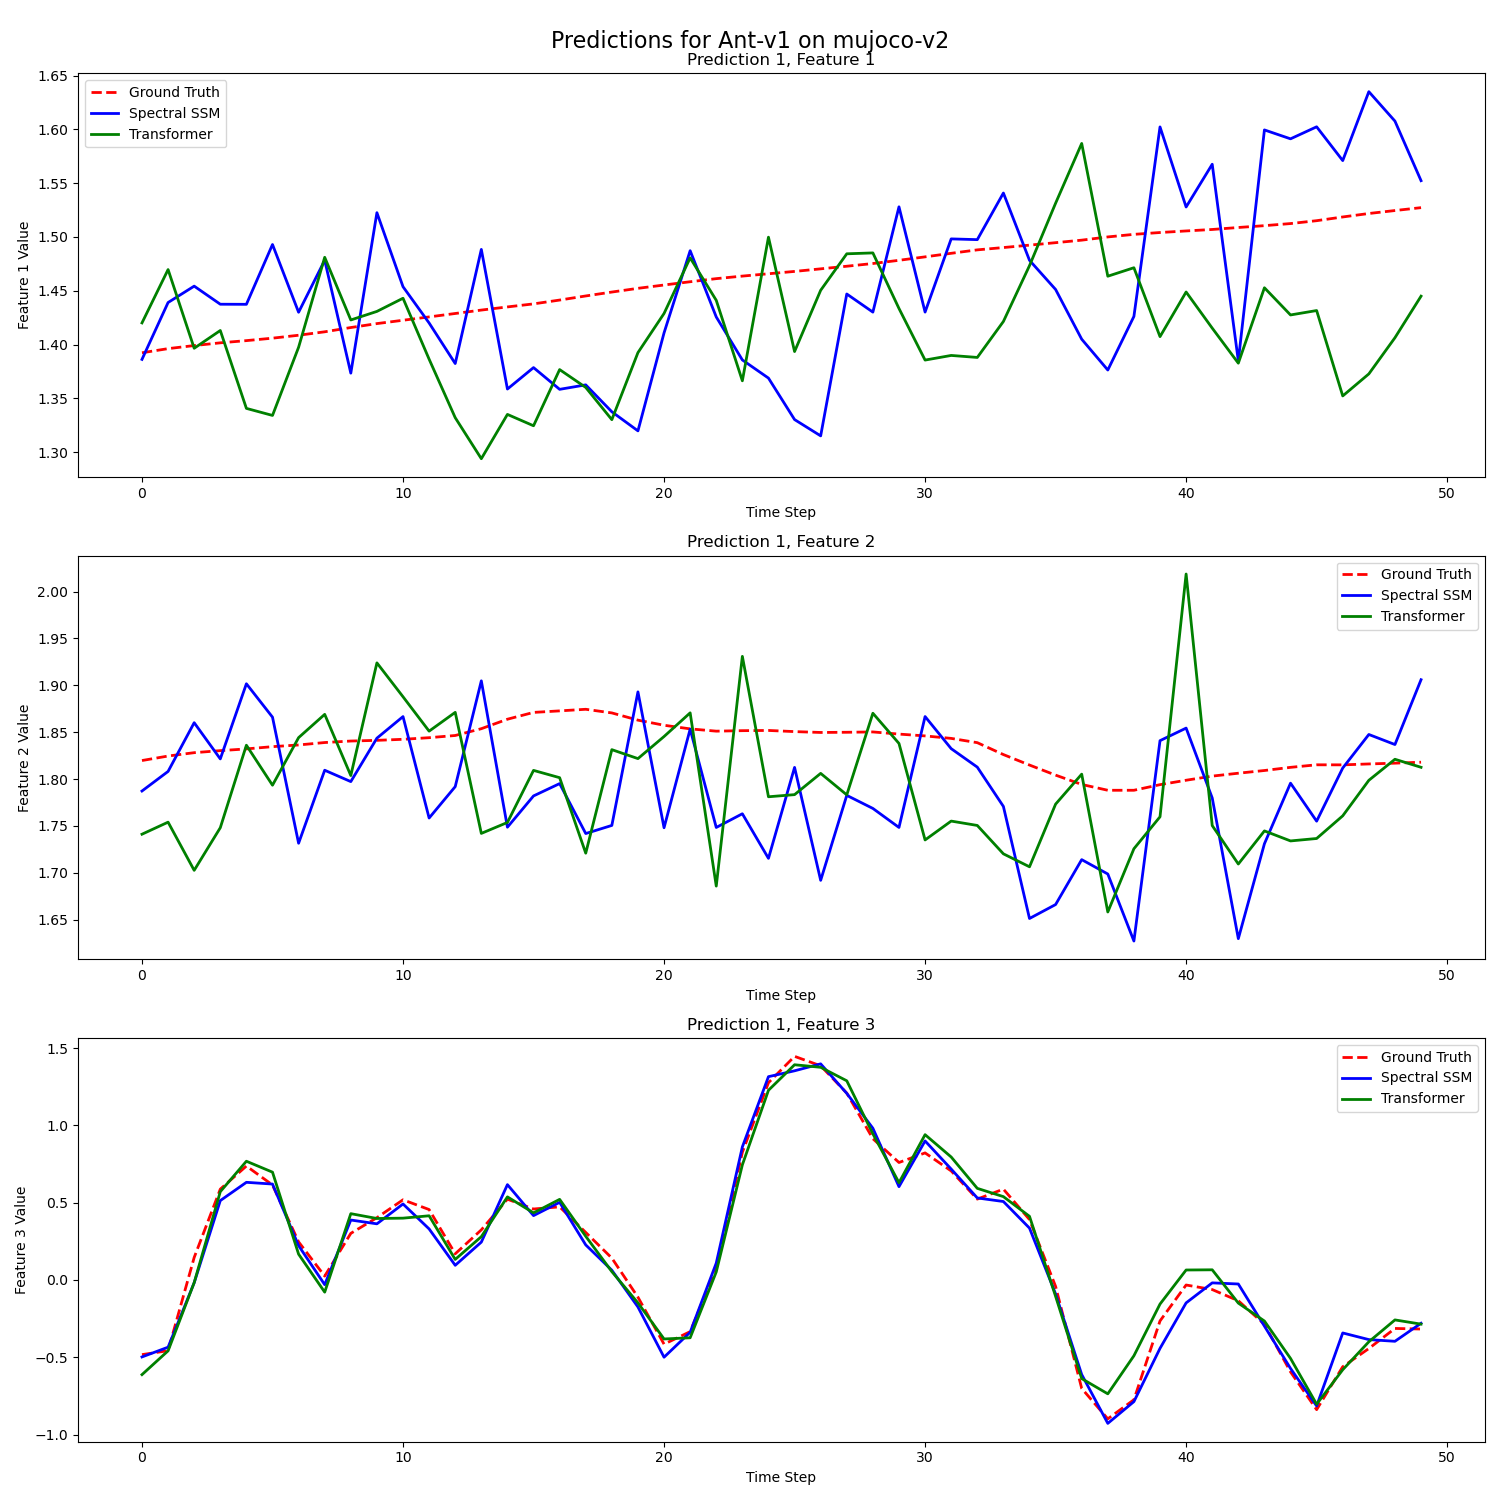 Predictions for Ant-v1 on mujoco-v2
Prediction 1, Feature 1
Feature 1 Value
1.65
1.60
1.55
1.50
1.45
1.40
1.35
1.30
Ground Truth
Spectral SSM
Transformer
0 10 20 30 40 50
Time Step
Prediction 1, Feature 2
Feature 2 Value
2.00
1.95
1.90
1.85
1.80
1.75
1.70
1.65
Ground Truth
Spectral SSM
Transformer
0 10 20 30 40 50
Time Step
Prediction 1, Feature 3
Feature 3 Value
1.5
1.0
0.5
0.0
−0.5
−1.0
Ground Truth
Spectral SSM
Transformer
0 10 20 30 40 50
Time Step